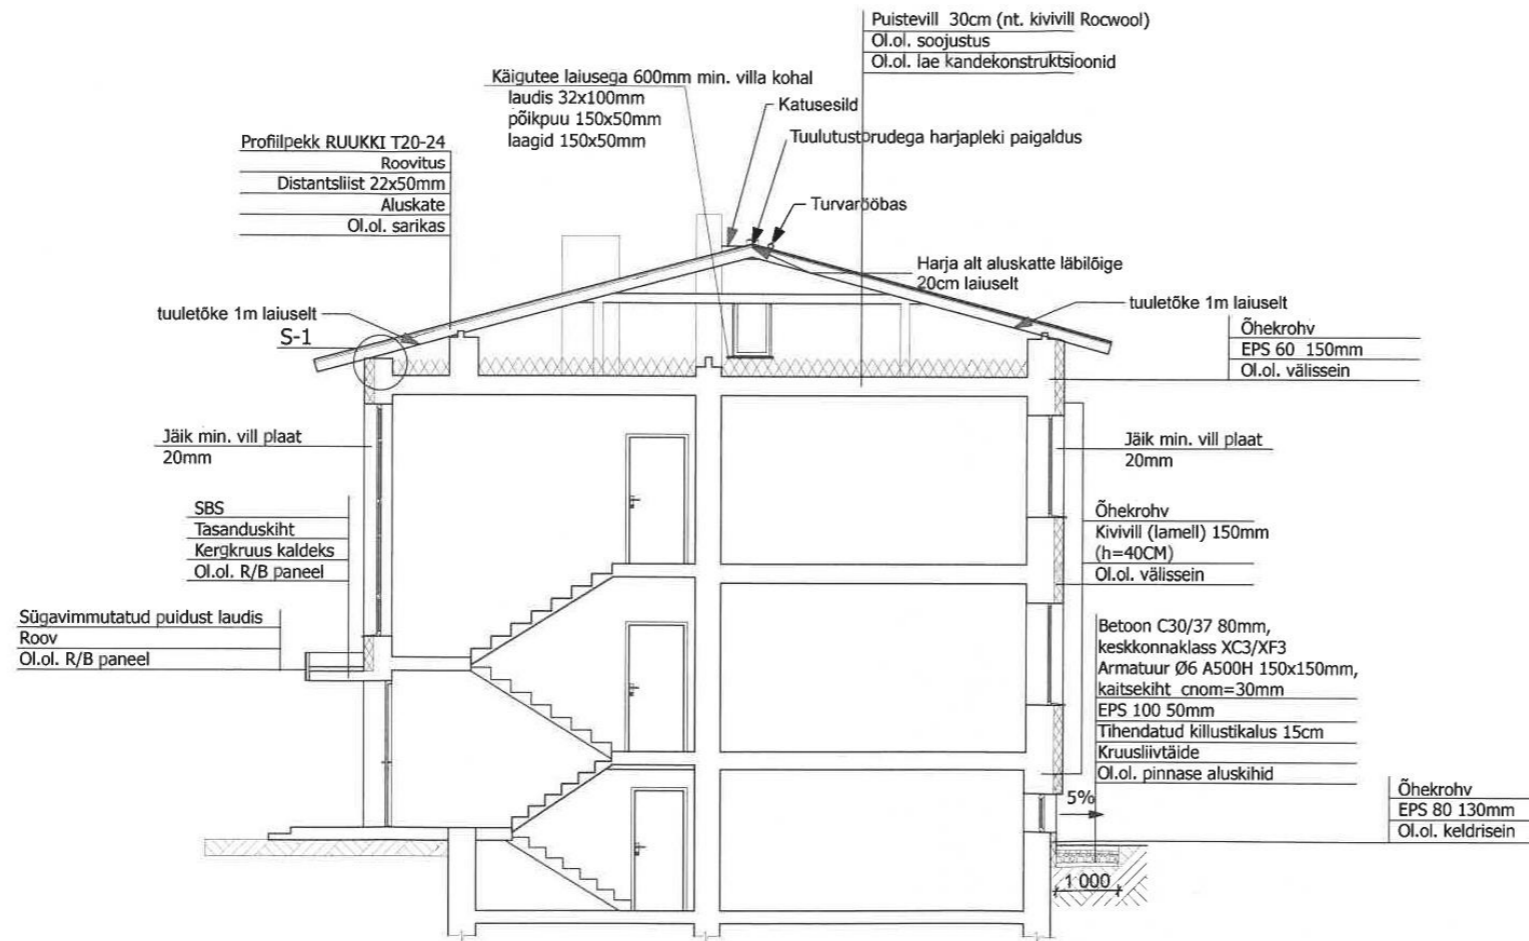 Puistevill 30cm (nt. kivivill Rocwool)
Ol.ol. soojustus
Ol.ol. lae kandekonstruktsioonid
Käigutee laiusega 600mm min. villa kohal
laudis 32x100mm
põikpuu 150x50mm
laagid 150x50mm
Katusesild
Tuulutustorudega harjapleki paigaldus
Profiilpekk RUUKKI T20-24
Roovitus
Distantsliist 22x50mm
Aluskate
Ol.ol. sarikas
Turvarööbas
Harja alt aluskatte läbilõige
20cm laiuselt
tuuletõke 1m laiuselt
tuuletõke 1m laiuselt
S-1
Õhekrohv
EPS 60 150mm
Ol.ol. välissein
Jäik min. vill plaat
20mm
Jäik min. vill plaat
20mm
SBS
Tasanduskiht
Kergkruus kaldeks
Ol.ol. R/B paneel
Õhekrohv
Kivivill (lamell) 150mm
(h=40CM)
Ol.ol. välissein
Sügavimmutatud puidust laudis
Roov
Ol.ol. R/B paneel
Betoon C30/37 80mm,
keskkonnaklass XC3/XF3
Armatuur Ø6 A500H 150x150mm,
kaitsekiht cnom=30mm
EPS 100 50mm
Tihendatud killustikalus 15cm
Kruusliivtäide
Ol.ol. pinnase aluskihid
5%
Õhekrohv
EPS 80 130mm
Ol.ol. keldrisein
1 000